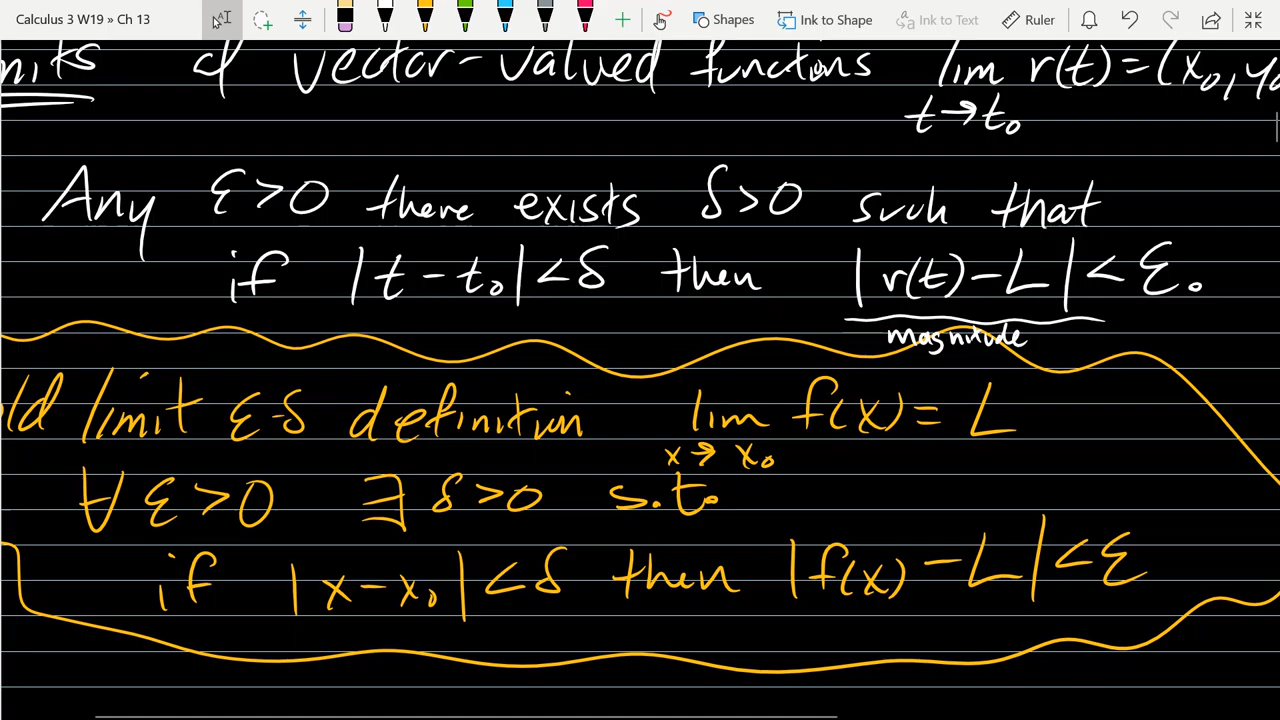 Calculus 3 W19 » Ch 13
Shapes
Ink to Shape
Ink to Text
Ruler
mits of vector-valued functions lim r(t) = (x₀, y₀
t → t₀
Any ε > 0 there exists δ > 0 such that
if |t - t₀| < δ then |r(t) - L| < ε.
magnitude
old limit ε-δ definition lim f(x) = L
x → x₀
∀ ε > 0 ∃ δ > 0 s.t.
if |x - x₀| < δ then |f(x) - L| < ε